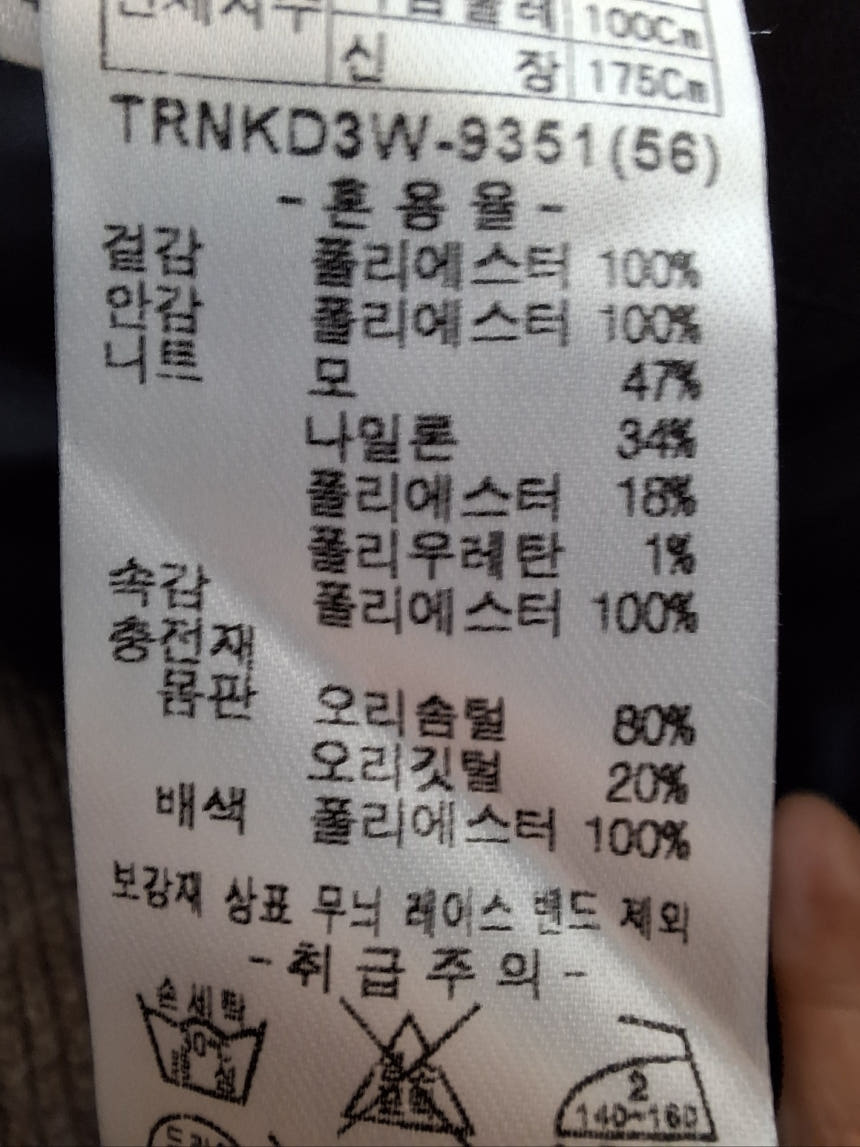 100Cm
신 장 175Cm
TRNKD3W-9351(56)
- 혼 용 율 -
겉감 폴리에스터 100%
안감 폴리에스터 100%
니트 모 47%
나일론 34%
폴리에스터 18%
폴리우레탄 1%
속감 폴리에스터 100%
충전재
몸판 오리솜털 80%
오리깃털 20%
배색 폴리에스터 100%
보강재 상표 무늬 레이스 밴드 제외
- 취 급 주 의 -
손세탁
2
140~160